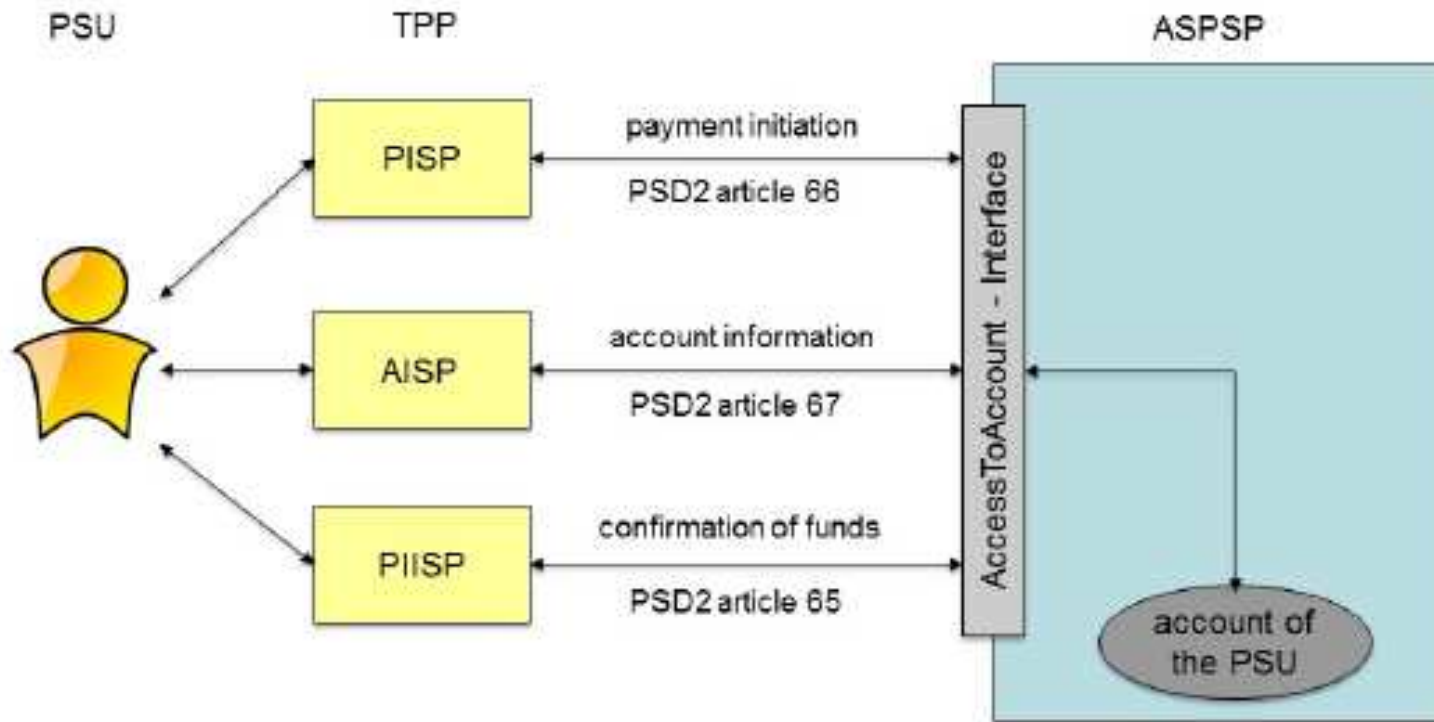 PSU
TPP
ASPSP
PISP
payment initiation
PSD2 article 66
AISP
account information
PSD2 article 67
PIISP
confirmation of funds
PSD2 article 65
AccessToAccount - Interface
account of
the PSU